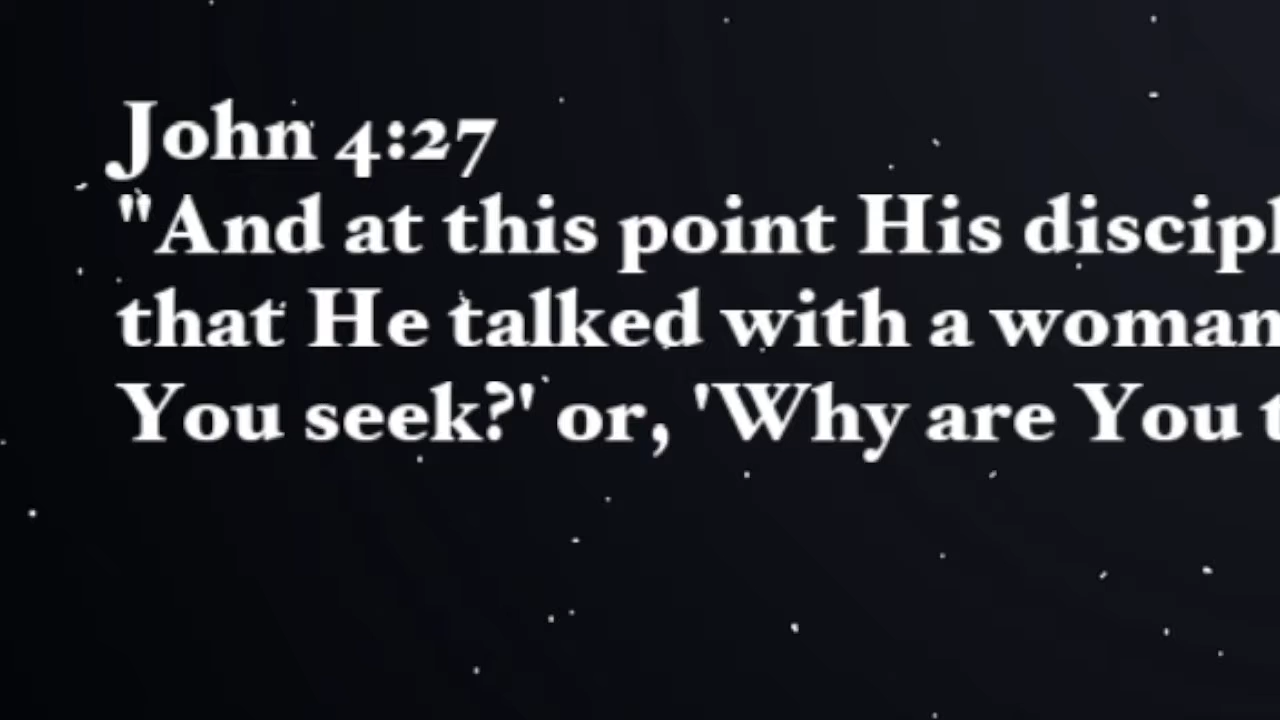 John 4:27
"And at this point His discipl
that He talked with a woman
You seek?' or, 'Why are You t